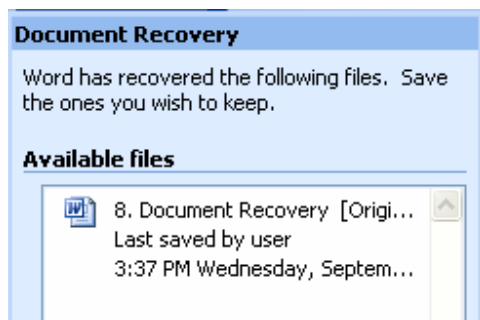 Document Recovery
Word has recovered the following files. Save
the ones you wish to keep.
Available files
8. Document Recovery [Origi...
Last saved by user
3:37 PM Wednesday, Septem...